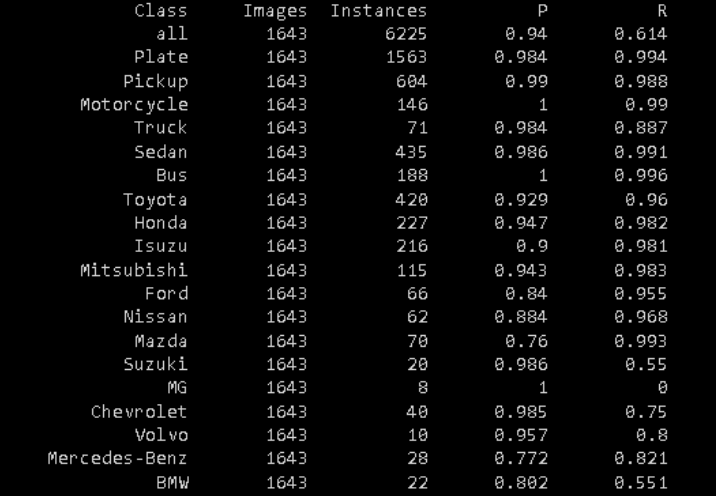 Class Images Instances P R
all 1643 6225 0.94 0.614
Plate 1643 1563 0.984 0.994
Pickup 1643 604 0.99 0.988
Motorcycle 1643 146 1 0.99
Truck 1643 71 0.984 0.887
Sedan 1643 435 0.986 0.991
Bus 1643 188 1 0.996
Toyota 1643 420 0.929 0.96
Honda 1643 227 0.947 0.982
Isuzu 1643 216 0.9 0.981
Mitsubishi 1643 115 0.943 0.983
Ford 1643 66 0.84 0.955
Nissan 1643 62 0.884 0.968
Mazda 1643 70 0.76 0.993
Suzuki 1643 20 0.986 0.55
MG 1643 8 1 0
Chevrolet 1643 40 0.985 0.75
Volvo 1643 10 0.957 0.8
Mercedes-Benz 1643 28 0.772 0.821
BMW 1643 22 0.802 0.551